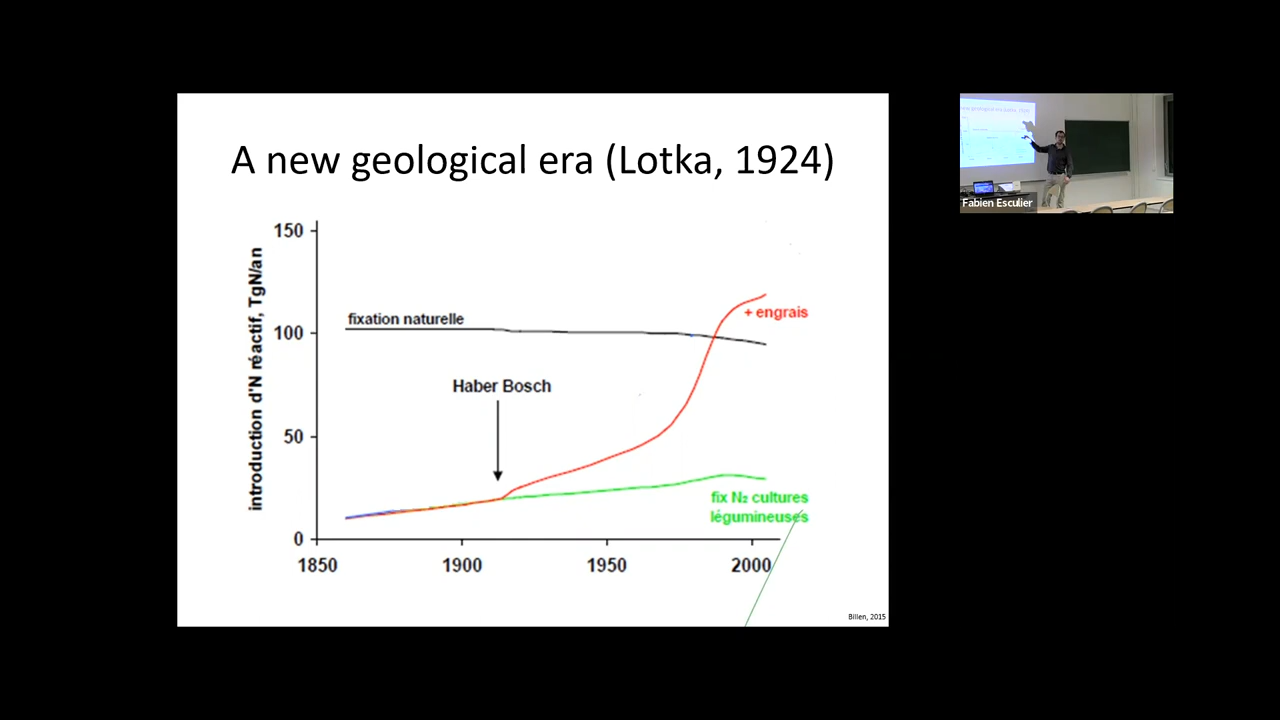 A new geological era (Lotka, 1924)
introduction d'N réactif, TgN/an
150
100
50
0
fixation naturelle
+ engrais
Haber Bosch
fix N₂ cultures
légumineuses
1850
1900
1950
2000
Billen, 2015
Fabien Esculier